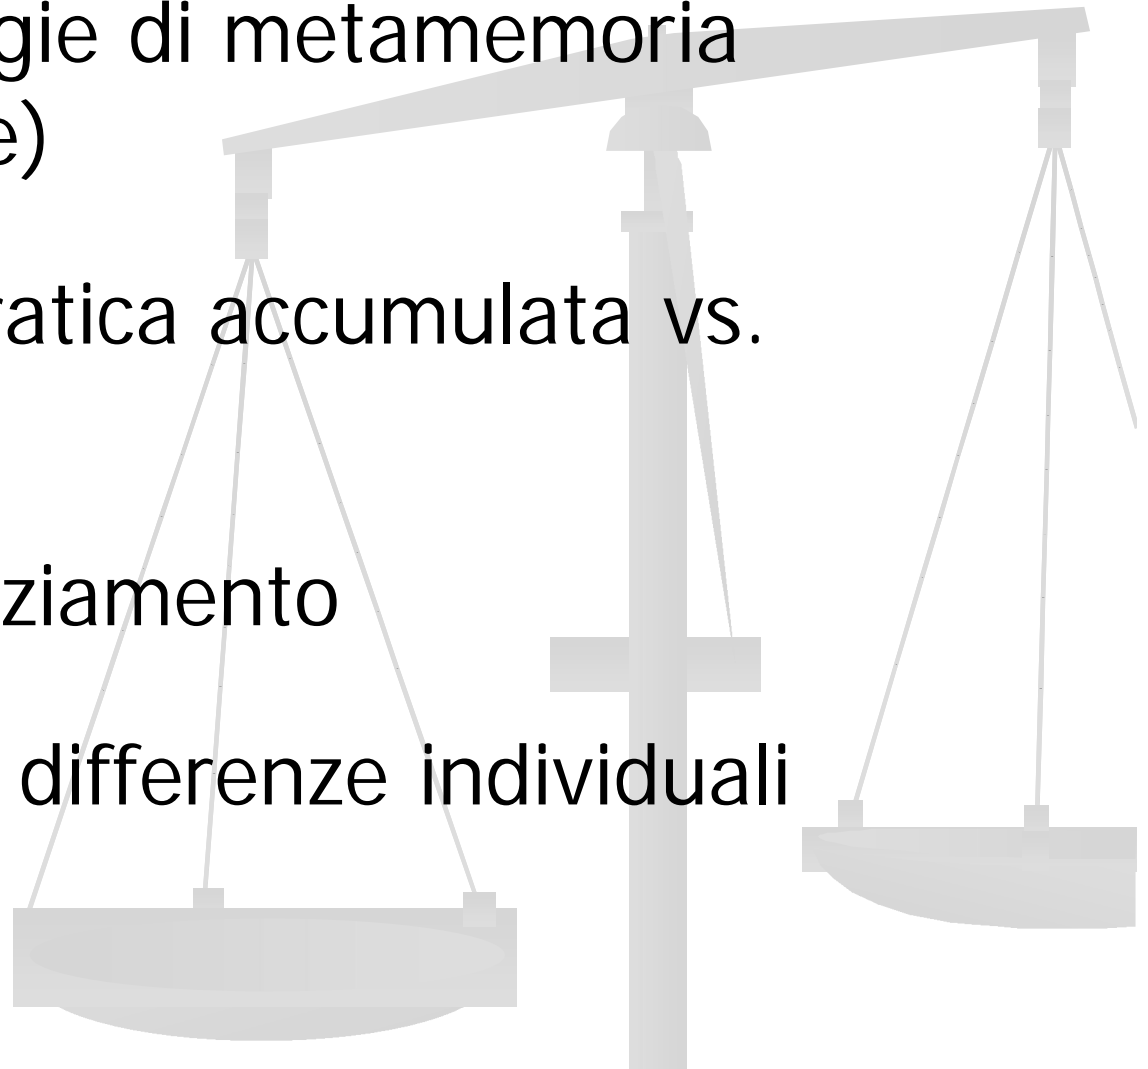 gie di metamemoria
e)
ratica accumulata vs.
ziamento
differenze individuali